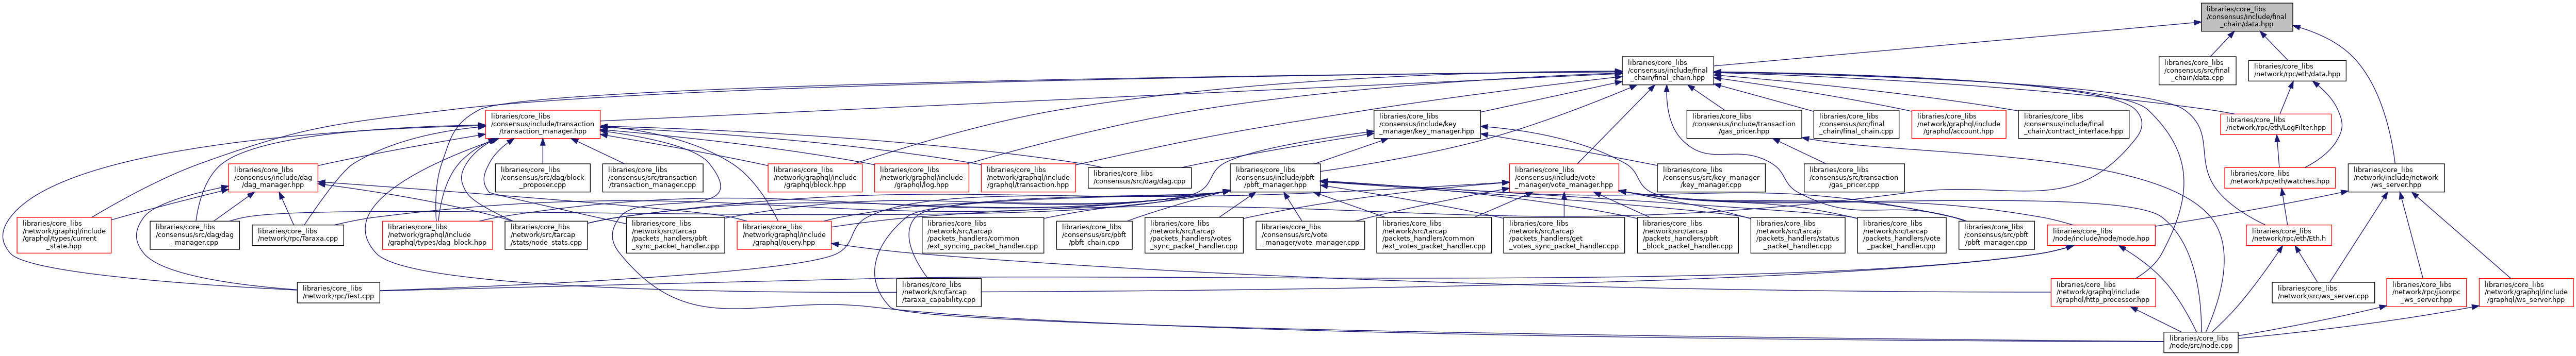 libraries/core_libs
/consensus/include/final
_chain/data.hpp
libraries/core_libs
/consensus/include/final
_chain/final_chain.hpp
libraries/core_libs
/consensus/src/final
_chain/data.cpp
libraries/core_libs
/network/rpc/eth/data.hpp
libraries/core_libs
/consensus/include/transaction
/transaction_manager.hpp
libraries/core_libs
/consensus/include/key
_manager/key_manager.hpp
libraries/core_libs
/consensus/include/transaction
/gas_pricer.hpp
libraries/core_libs
/consensus/src/final
_chain/final_chain.cpp
libraries/core_libs
/network/graphql/include
/graphql/account.hpp
libraries/core_libs
/consensus/include/final
_chain/contract_interface.hpp
libraries/core_libs
/network/rpc/eth/LogFilter.hpp
libraries/core_libs
/consensus/include/dag
/dag_manager.hpp
libraries/core_libs
/consensus/src/dag/block
_proposer.cpp
libraries/core_libs
/consensus/src/transaction
/transaction_manager.cpp
libraries/core_libs
/network/graphql/include
/graphql/block.hpp
libraries/core_libs
/network/graphql/include
/graphql/log.hpp
libraries/core_libs
/network/graphql/include
/graphql/transaction.hpp
libraries/core_libs
/consensus/src/dag/dag.cpp
libraries/core_libs
/consensus/include/pbft
/pbft_manager.hpp
libraries/core_libs
/consensus/include/vote
_manager/vote_manager.hpp
libraries/core_libs
/consensus/src/key_manager
/key_manager.cpp
libraries/core_libs
/consensus/src/transaction
/gas_pricer.cpp
libraries/core_libs
/network/rpc/eth/watches.hpp
libraries/core_libs
/network/include/network
/ws_server.hpp
libraries/core_libs
/network/graphql/include
/graphql/types/current
_state.hpp
libraries/core_libs
/consensus/src/dag/dag
_manager.cpp
libraries/core_libs
/network/rpc/Taraxa.cpp
libraries/core_libs
/network/graphql/include
/graphql/types/dag_block.hpp
libraries/core_libs
/network/src/tarcap
/stats/node_stats.cpp
libraries/core_libs
/network/src/tarcap
/packets_handlers/pbft
_sync_packet_handler.cpp
libraries/core_libs
/network/graphql/include
/graphql/query.hpp
libraries/core_libs
/network/src/tarcap
/packets_handlers/common
/ext_syncing_packet_handler.cpp
libraries/core_libs
/consensus/src/pbft
/pbft_chain.cpp
libraries/core_libs
/network/src/tarcap
/packets_handlers/votes
_sync_packet_handler.cpp
libraries/core_libs
/consensus/src/vote
_manager/vote_manager.cpp
libraries/core_libs
/network/src/tarcap
/packets_handlers/common
/ext_votes_packet_handler.cpp
libraries/core_libs
/network/src/tarcap
/packets_handlers/get
_votes_sync_packet_handler.cpp
libraries/core_libs
/network/src/tarcap
/packets_handlers/pbft
_block_packet_handler.cpp
libraries/core_libs
/network/src/tarcap
/packets_handlers/status
_packet_handler.cpp
libraries/core_libs
/network/src/tarcap
/packets_handlers/vote
_packet_handler.cpp
libraries/core_libs
/consensus/src/pbft
/pbft_manager.cpp
libraries/core_libs
/node/include/node/node.hpp
libraries/core_libs
/network/rpc/eth/Eth.h
libraries/core_libs
/network/rpc/Test.cpp
libraries/core_libs
/network/src/tarcap
/taraxa_capability.cpp
libraries/core_libs
/network/graphql/include
/graphql/http_processor.hpp
libraries/core_libs
/network/src/ws_server.cpp
libraries/core_libs
/network/rpc/jsonrpc
_ws_server.hpp
libraries/core_libs
/network/graphql/include
/graphql/ws_server.hpp
libraries/core_libs
/node/src/node.cpp